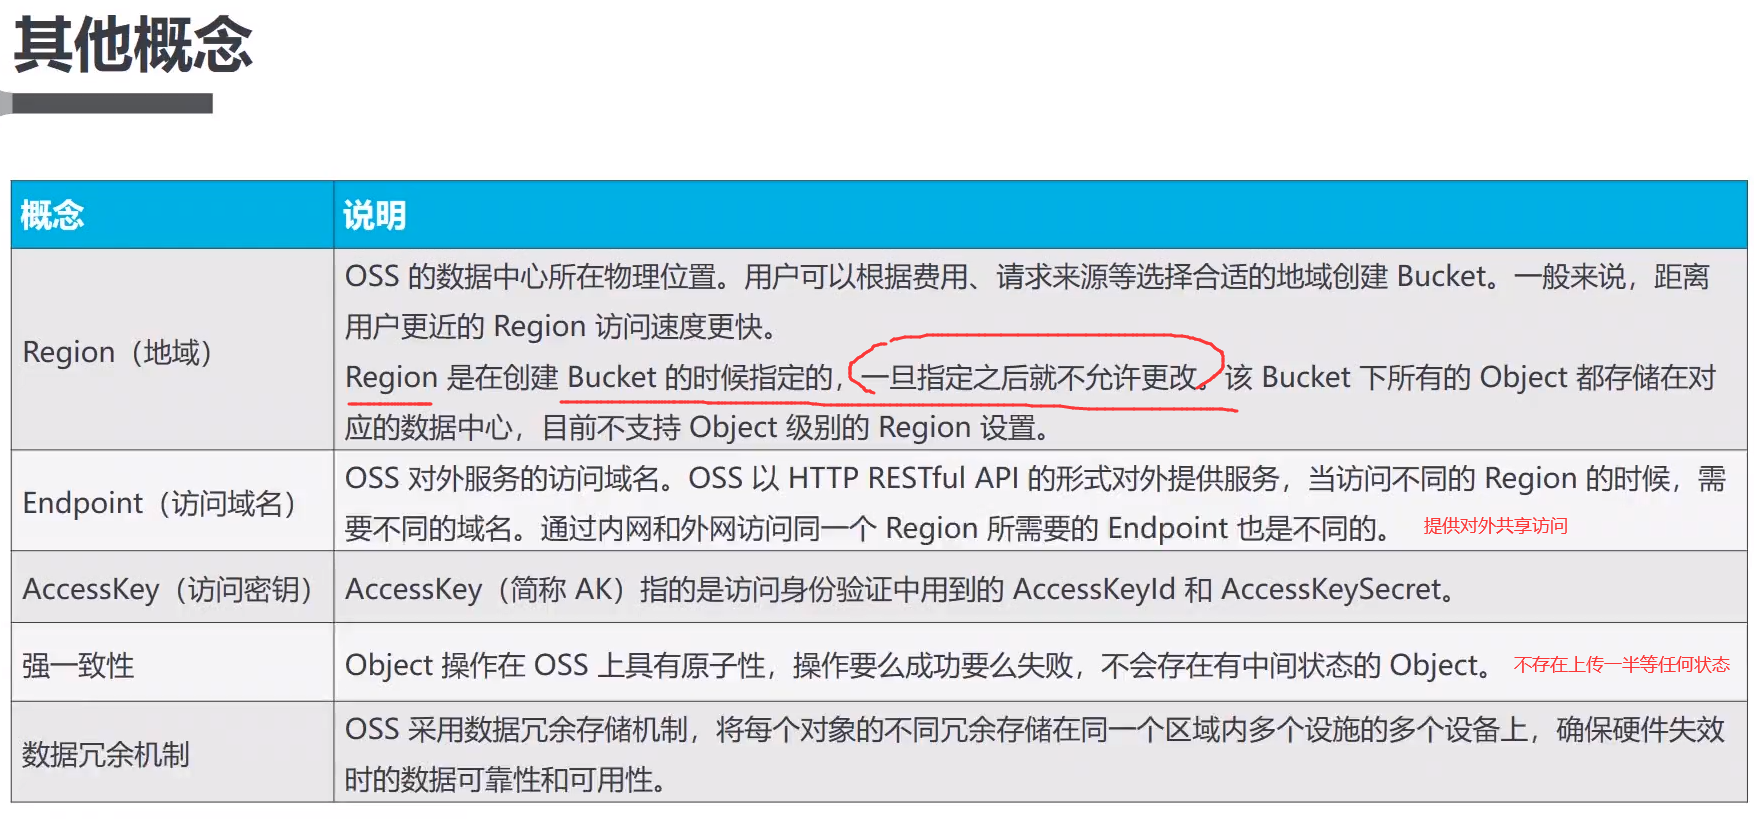 其他概念
概念
说明
Region（地域）
OSS 的数据中心所在物理位置。用户可以根据费用、请求来源等选择合适的地域创建 Bucket。一般来说，距离
用户更近的 Region 访问速度更快。
Region 是在创建 Bucket 的时候指定的，一旦指定之后就不允许更改。该 Bucket 下所有的 Object 都存储在对
应的数据中心，目前不支持 Object 级别的 Region 设置。
Endpoint（访问域名）
OSS 对外服务的访问域名。OSS 以 HTTP RESTful API 的形式对外提供服务，当访问不同的 Region 的时候，需
要不同的域名。通过内网和外网访问同一个 Region 所需要的 Endpoint 也是不同的。 提供对外共享访问
AccessKey（访问密钥）
AccessKey（简称 AK）指的是访问身份验证中用到的 AccessKeyId 和 AccessKeySecret。
强一致性
Object 操作在 OSS 上具有原子性，操作要么成功要么失败，不会存在有中间状态的 Object。 不存在上传一半等任何状态
数据冗余机制
OSS 采用数据冗余存储机制，将每个对象的不同冗余存储在同一个区域内多个设施的多个设备上，确保硬件失效
时的数据可靠性和可用性。